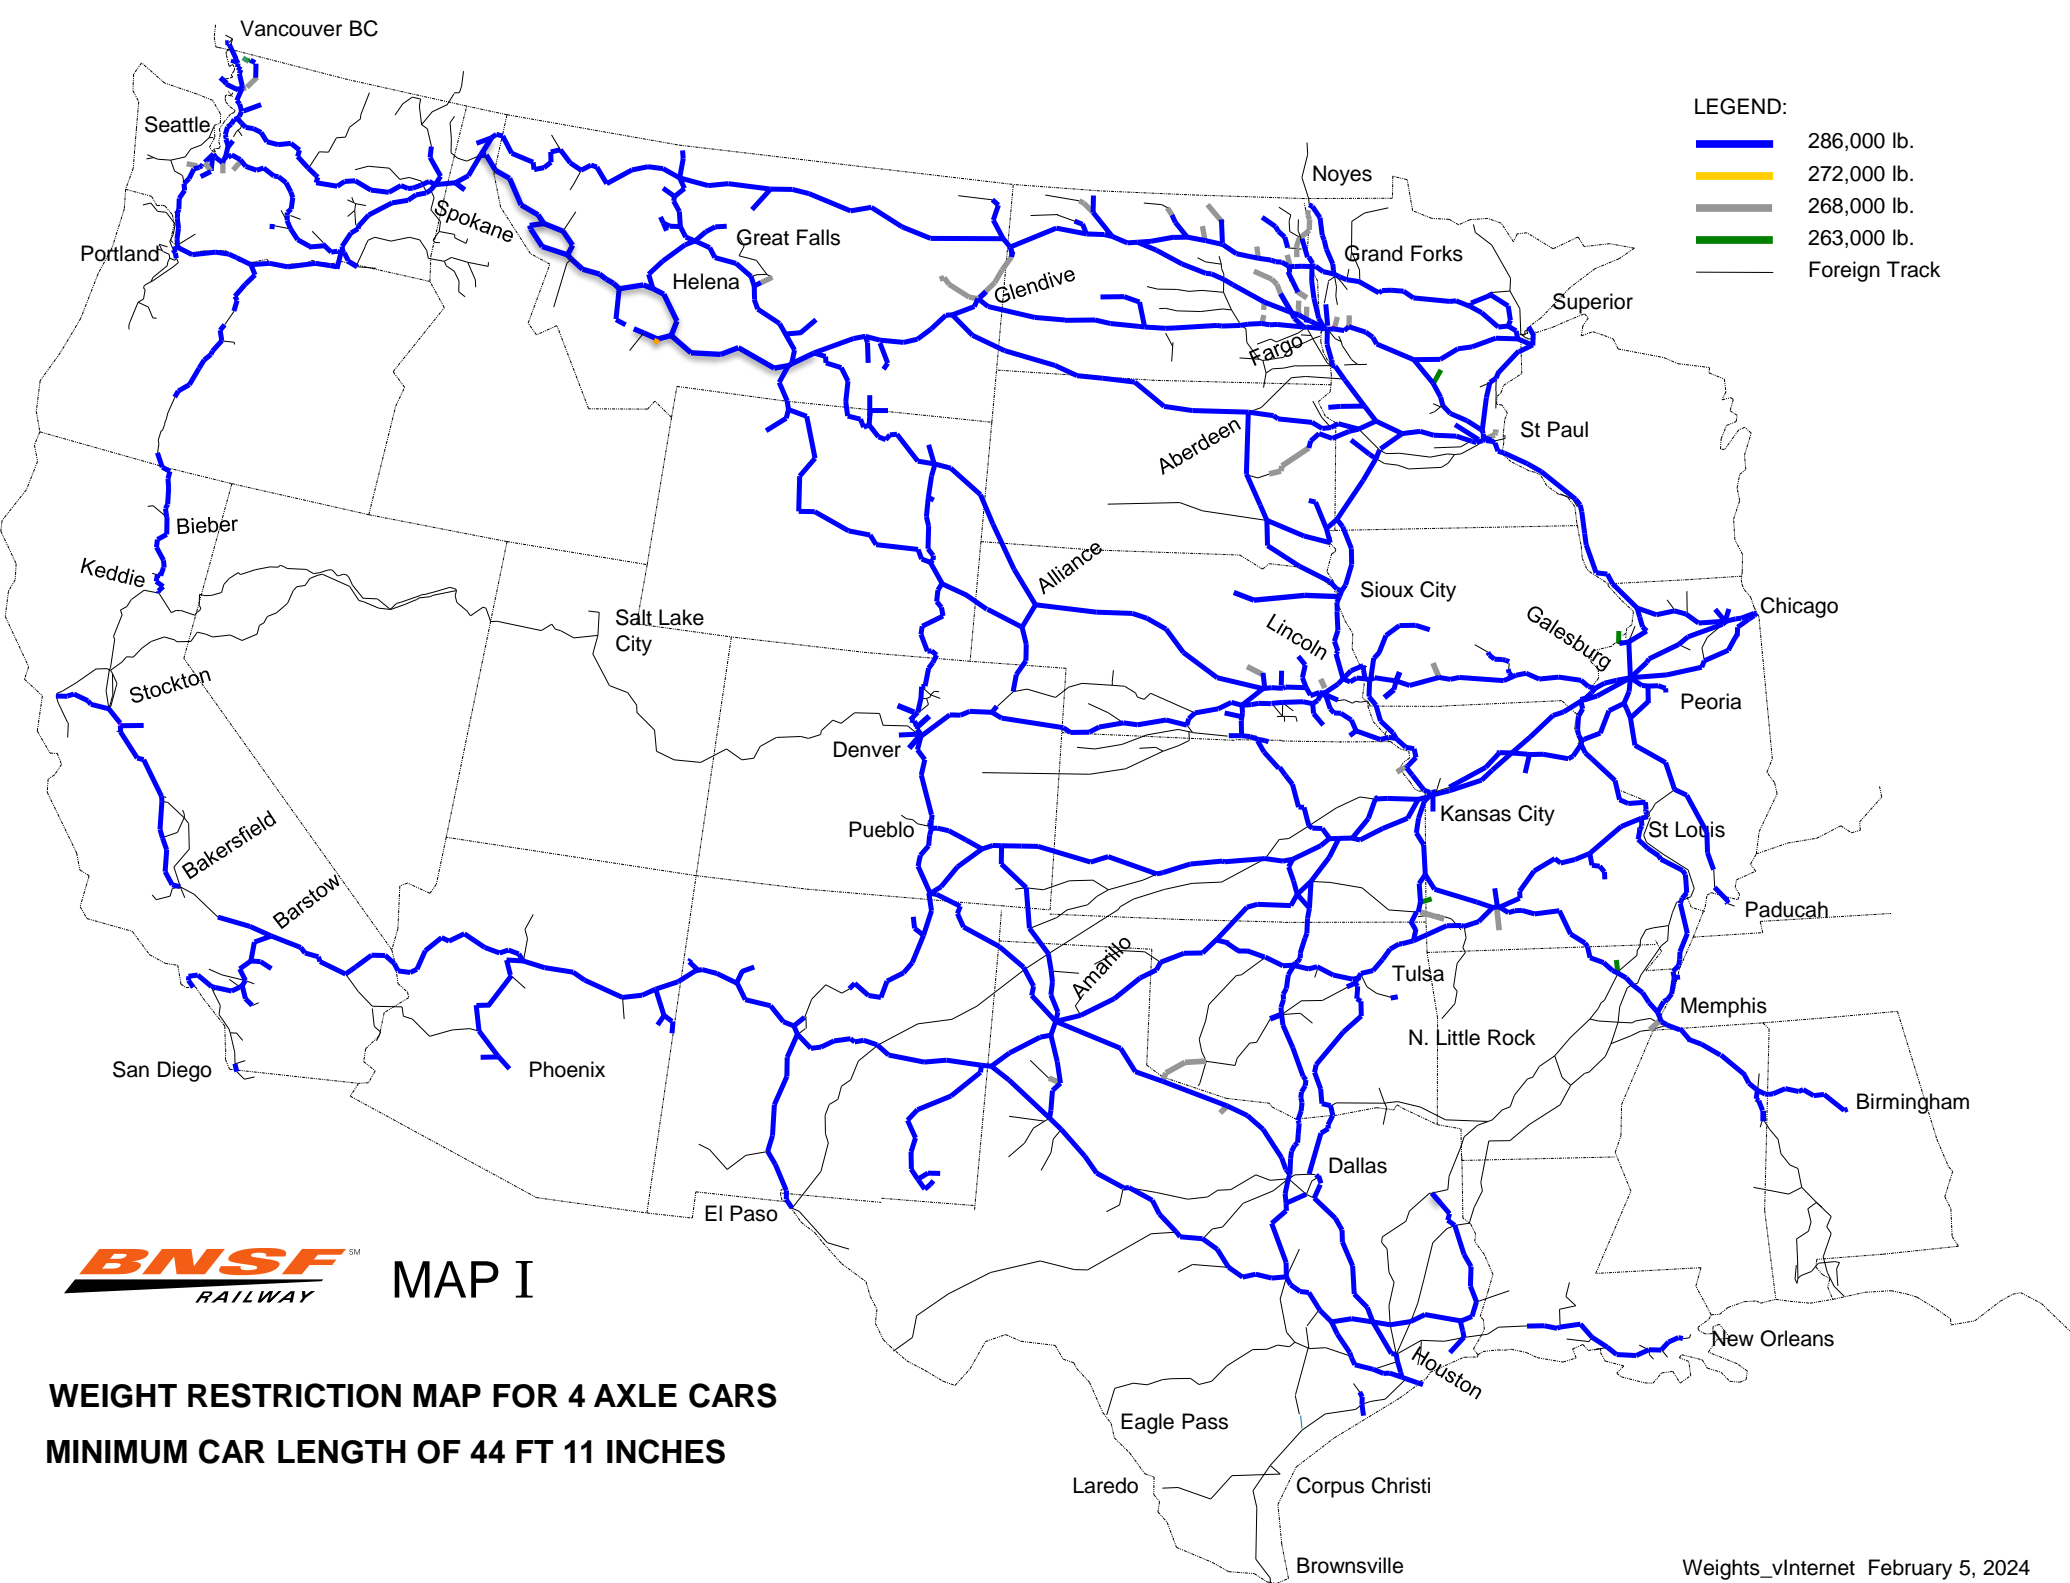 Vancouver BC
LEGEND:
Seattle
286,000 lb.
Noyes
272,000 lb.
268,000 lb.
Spokane
Great Falls
263,000 lb.
Portland
Grand Forks
Foreign Track
Helena
Glendive
Superior
Fargo
Aberdeen
St Paul
Bieber
Keddie
Alliance
Sioux City
Chicago
Salt Lake
City
Lincoln
Galesburg
Stockton
Peoria
Denver
Pueblo
Kansas City
St Louis
Bakersfield
Barstow
Paducah
Amarillo
Tulsa
Memphis
N. Little Rock
San Diego
Phoenix
Birmingham
Dallas
El Paso
BNSF SM
RAILWAY
MAP I
New Orleans
Houston
WEIGHT RESTRICTION MAP FOR 4 AXLE CARS
Eagle Pass
MINIMUM CAR LENGTH OF 44 FT 11 INCHES
Laredo
Corpus Christi
Brownsville
Weights_vInternet February 5, 2024